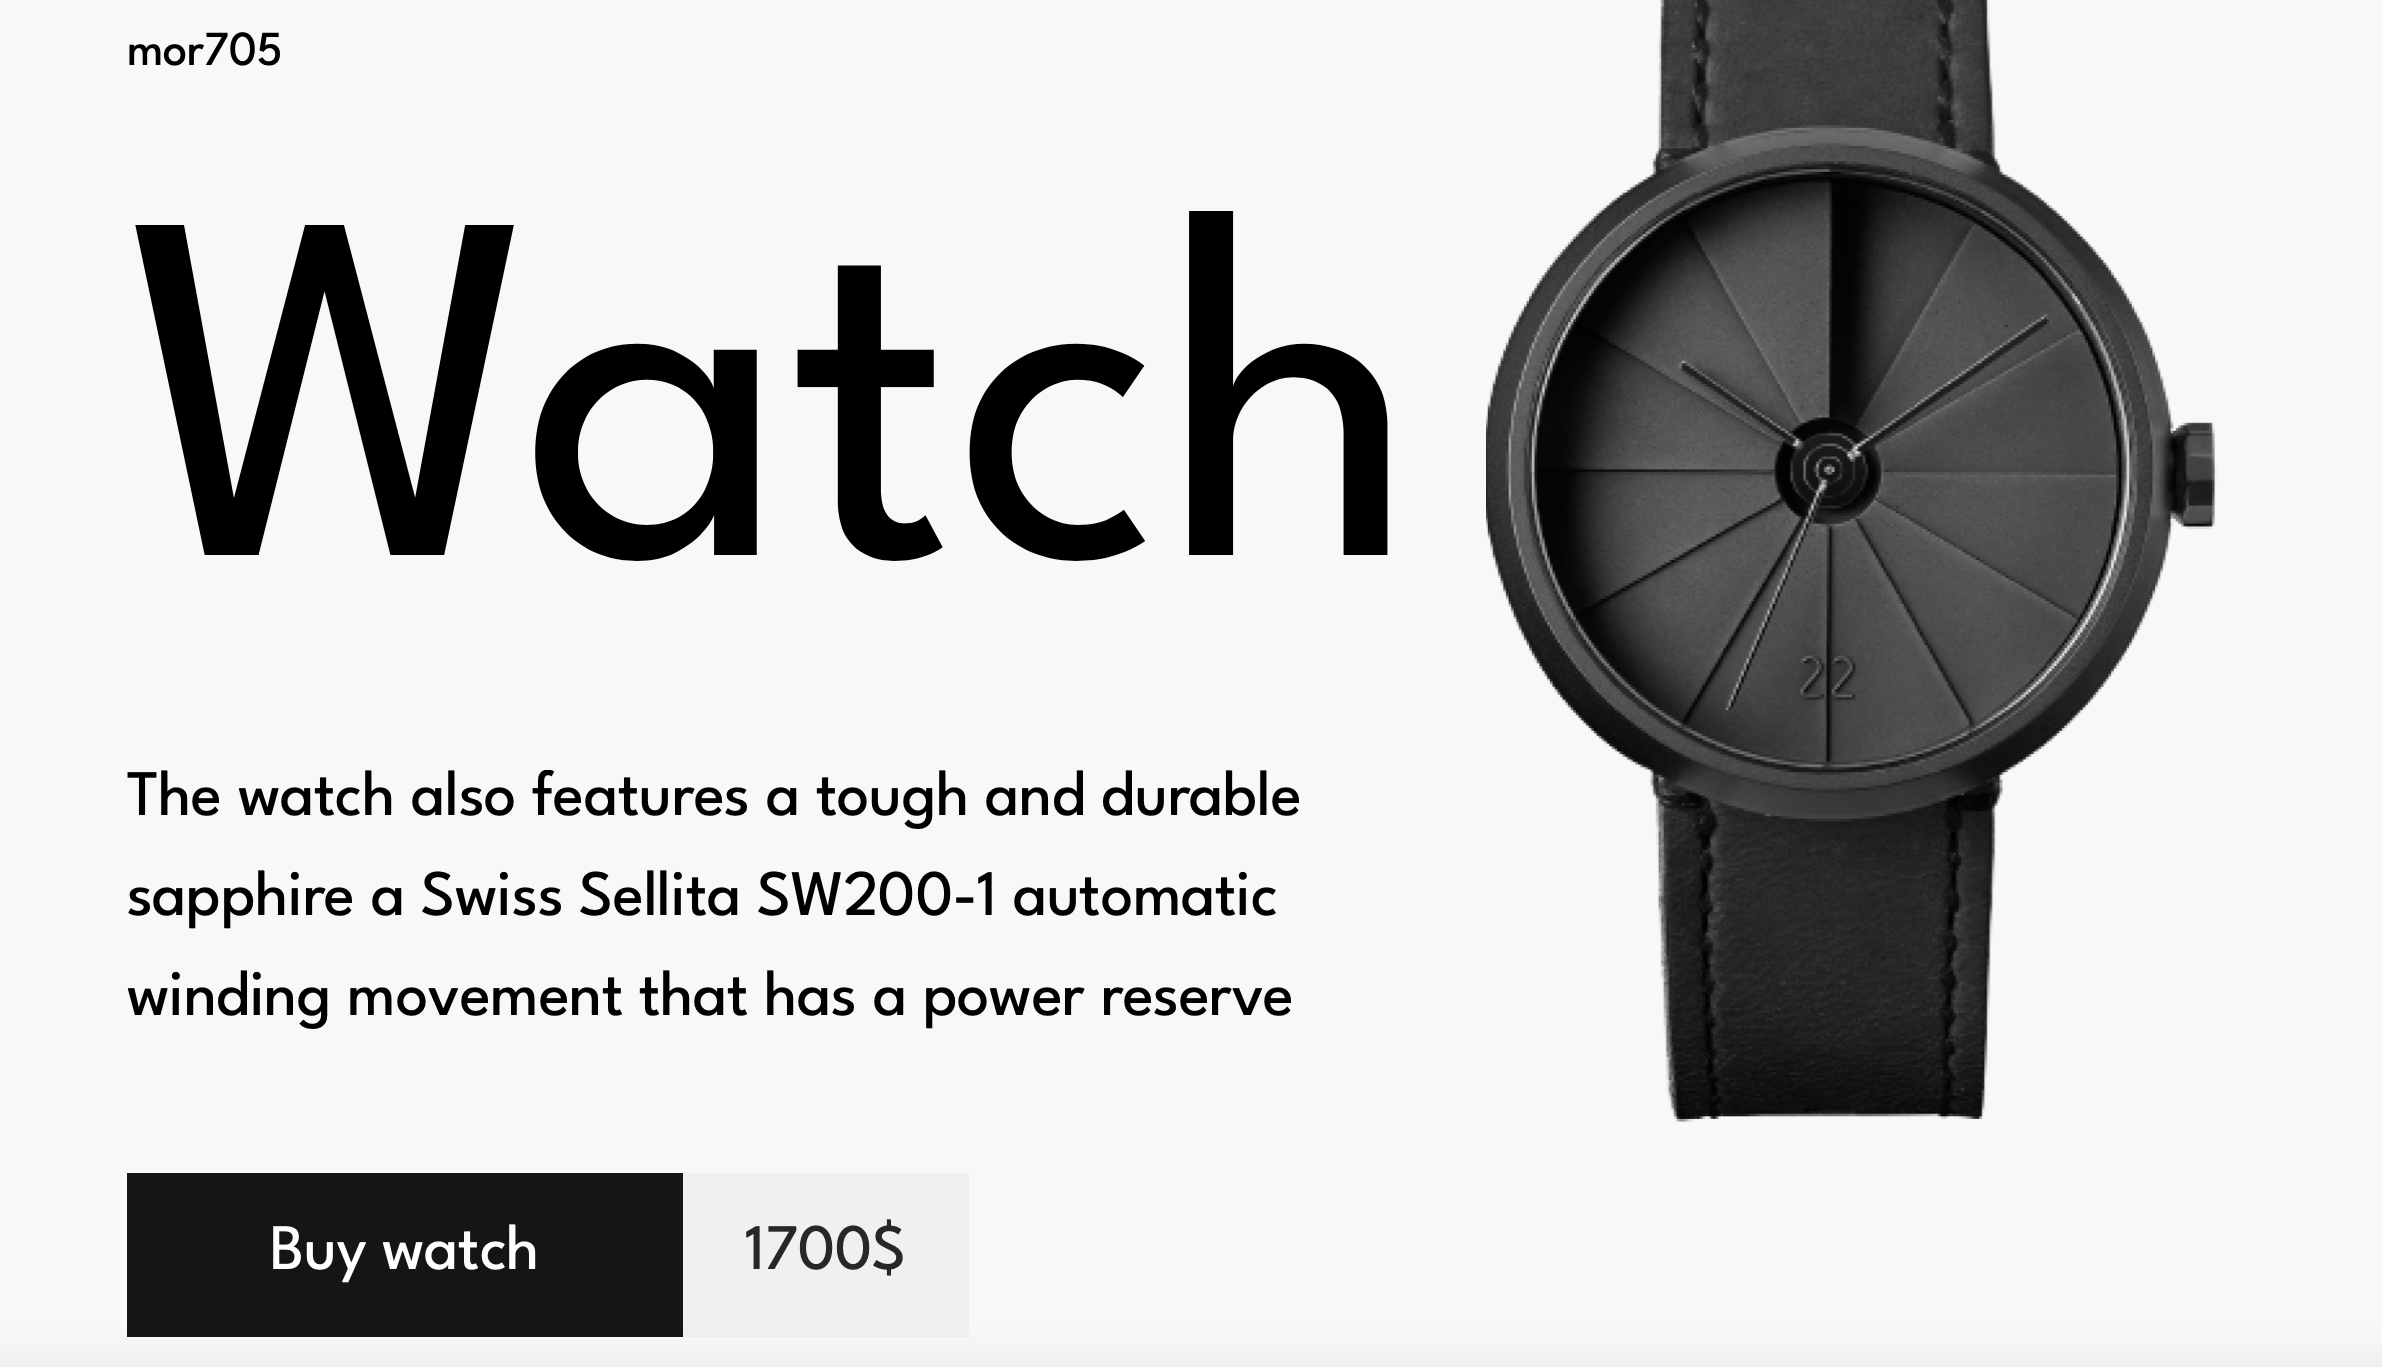 mor705
Watch
22
The watch also features a tough and durable
sapphire a Swiss Sellita SW200-1 automatic
winding movement that has a power reserve
Buy watch
1700$